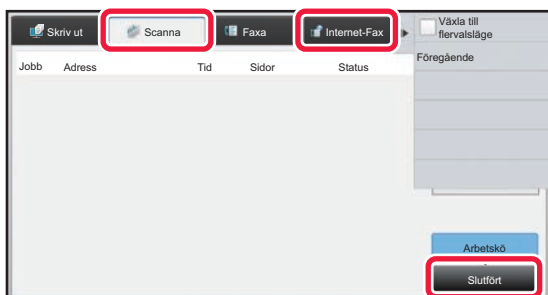 Skriv ut Scanna Faxa Internet-Fax
Växla till
flervalsläge
Föregående
Jobb Adress Tid Sidor Status
Arbetskö
Slutfört